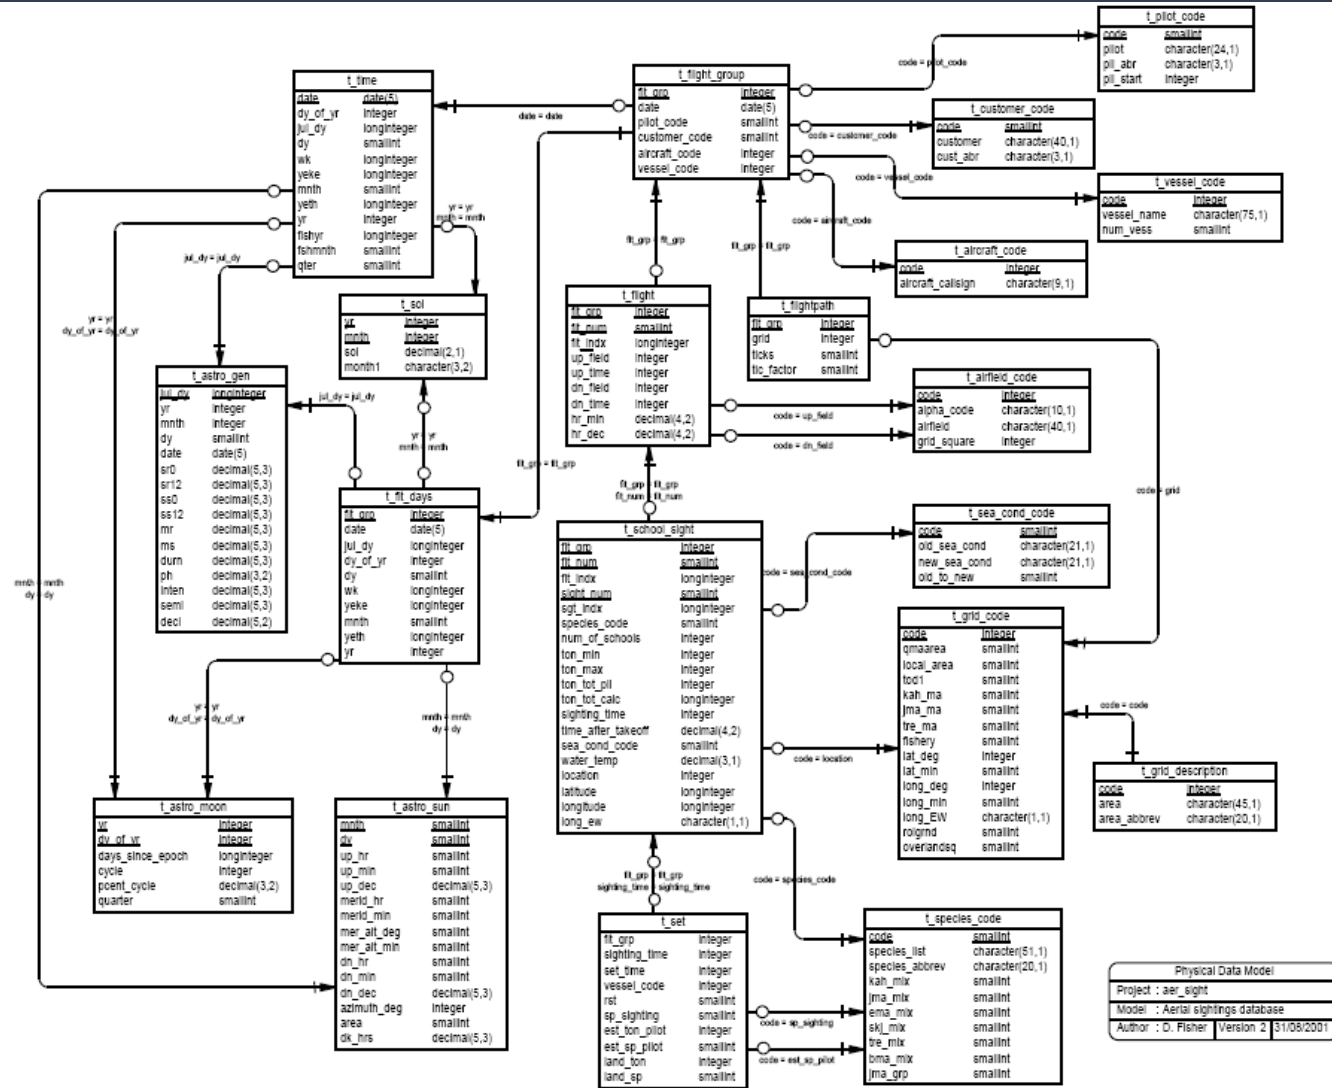 t_pilot_code
code smallint
pilot character(24,1)
pil_abr character(3,1)
pil_start integer
code = pilot_code
t_time
date date(5)
dy_of_yr integer
jul_dy longinteger
dy smallint
wk longinteger
yeke longinteger
mnth smallint
yeth longinteger
yr integer
fishyr longinteger
fshmnth smallint
qter smallint
date = date
t_flight_group
flt_grp integer
date date(5)
pilot_code smallint
customer_code smallint
aircraft_code integer
vessel_code integer
t_customer_code
code smallint
customer character(40,1)
cust_abr character(3,1)
code = customer_code
code = vessel_code
t_vessel_code
code integer
vessel_name character(75,1)
num_vess smallint
code = aircraft_code
t_aircraft_code
code integer
aircraft_callsign character(9,1)
yr = yr
mnth = mnth
jul_dy = jul_dy
flt_grp = flt_grp
flt_grp = flt_grp
t_sol
yr integer
mnth integer
sol decimal(2,1)
month1 character(3,2)
t_flight
flt_grp integer
flt_num smallint
flt_indx longinteger
up_field integer
up_time integer
dn_field integer
dn_time integer
hr_min decimal(4,2)
hr_dec decimal(4,2)
t_flightpath
flt_grp integer
grid integer
ticks smallint
tic_factor smallint
yr = yr
dy_of_yr = dy_of_yr
t_astro_gen
jul_dy longinteger
yr integer
mnth integer
dy smallint
date date(5)
sr0 decimal(5,3)
sr12 decimal(5,3)
ss0 decimal(5,3)
ss12 decimal(5,3)
mr decimal(5,3)
ms decimal(5,3)
durn decimal(5,3)
ph decimal(3,2)
inten decimal(5,3)
semi decimal(5,3)
decl decimal(5,2)
jul_dy = jul_dy
yr = yr
mnth = mnth
t_airfield_code
code integer
alpha_code character(10,1)
airfield character(40,1)
grid_square integer
code = up_field
code = dn_field
flt_grp = flt_grp
flt_grp = flt_grp
flt_num = flt_num
code = grid
t_flt_days
flt_grp integer
date date(5)
jul_dy longinteger
dy_of_yr integer
dy smallint
wk longinteger
yeke longinteger
mnth smallint
yeth longinteger
yr integer
t_school_sight
flt_grp integer
flt_num smallint
flt_indx longinteger
sight_num smallint
sgt_indx longinteger
species_code smallint
num_of_schools integer
ton_min integer
ton_max integer
ton_tot_pil integer
ton_tot_calc longinteger
sighting_time integer
time_after_takeoff decimal(4,2)
sea_cond_code smallint
water_temp decimal(3,1)
location integer
latitude longinteger
longitude longinteger
long_ew character(1,1)
t_sea_cond_code
code smallint
old_sea_cond character(21,1)
new_sea_cond character(21,1)
old_to_new smallint
code = sea_cond_code
mnth = mnth
dy = dy
t_grid_code
code integer
qmaarea smallint
local_area smallint
tod1 smallint
kah_ma smallint
jma_ma smallint
tre_ma smallint
fishery smallint
lat_deg integer
lat_min smallint
long_deg integer
long_min smallint
long_EW character(1,1)
rolgrnd smallint
overlandsq smallint
code = code
code = location
yr = yr
dy_of_yr = dy_of_yr
mnth = mnth
dy = dy
t_grid_description
code integer
area character(45,1)
area_abbrev character(20,1)
t_astro_moon
yr integer
dy_of_yr integer
days_since_epoch longinteger
cycle integer
pcent_cycle decimal(3,2)
quarter smallint
t_astro_sun
mnth smallint
dy smallint
up_hr smallint
up_min smallint
up_dec decimal(5,3)
merid_hr smallint
merid_min smallint
mer_alt_deg smallint
mer_alt_min smallint
dn_hr smallint
dn_min smallint
dn_dec decimal(5,3)
azimuth_deg integer
area smallint
dk_hrs decimal(5,3)
flt_grp = flt_grp
sighting_time = sighting_time
code = species_code
t_set
flt_grp integer
sighting_time integer
set_time integer
vessel_code integer
rst smallint
sp_sighting smallint
est_ton_pilot integer
est_sp_pilot smallint
land_ton integer
land_sp smallint
code = sp_sighting
code = est_sp_pilot
t_species_code
code smallint
species_list character(51,1)
species_abbrev character(20,1)
kah_mix smallint
jma_mix smallint
ema_mix smallint
skj_mix smallint
tre_mix smallint
bma_mix smallint
jma_grp smallint
Physical Data Model
Project : aer_sight
Model : Aerial sightings database
Author : D. Fisher Version 2 31/08/2001